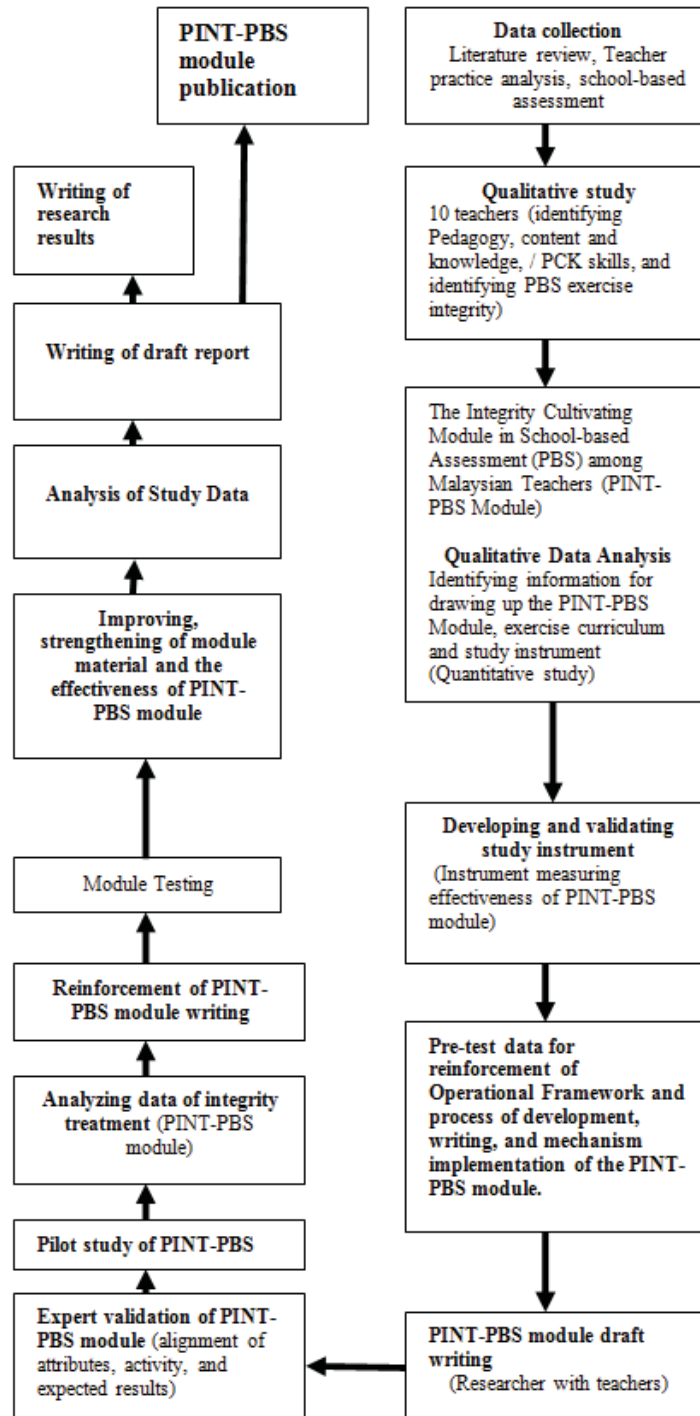 PINT-PBS
module
publication
Data collection
Literature review, Teacher
practice analysis, school-based
assessment
Writing of
research
results
Qualitative study
10 teachers (identifying
Pedagogy, content and
knowledge, / PCK skills, and
identifying PBS exercise
integrity)
Writing of draft report
The Integrity Cultivating
Module in School-based
Assessment (PBS) among
Malaysian Teachers (PINT-
PBS Module)
Qualitative Data Analysis
Identifying information for
drawing up the PINT-PBS
Module, exercise curriculum
and study instrument
(Quantitative study)
Analysis of Study Data
Improving,
strengthening of module
material and the
effectiveness of PINT-
PBS module
Developing and validating
study instrument
(Instrument measuring
effectiveness of PINT-PBS
module)
Module Testing
Reinforcement of PINT-
PBS module writing
Pre-test data for
reinforcement of
Operational Framework and
process of development,
writing, and mechanism
implementation of the PINT-
PBS module.
Analyzing data of integrity
treatment (PINT-PBS
module)
Pilot study of PINT-PBS
Expert validation of PINT-
PBS module (alignment of
attributes, activity, and
expected results)
PINT-PBS module draft
writing
(Researcher with teachers)